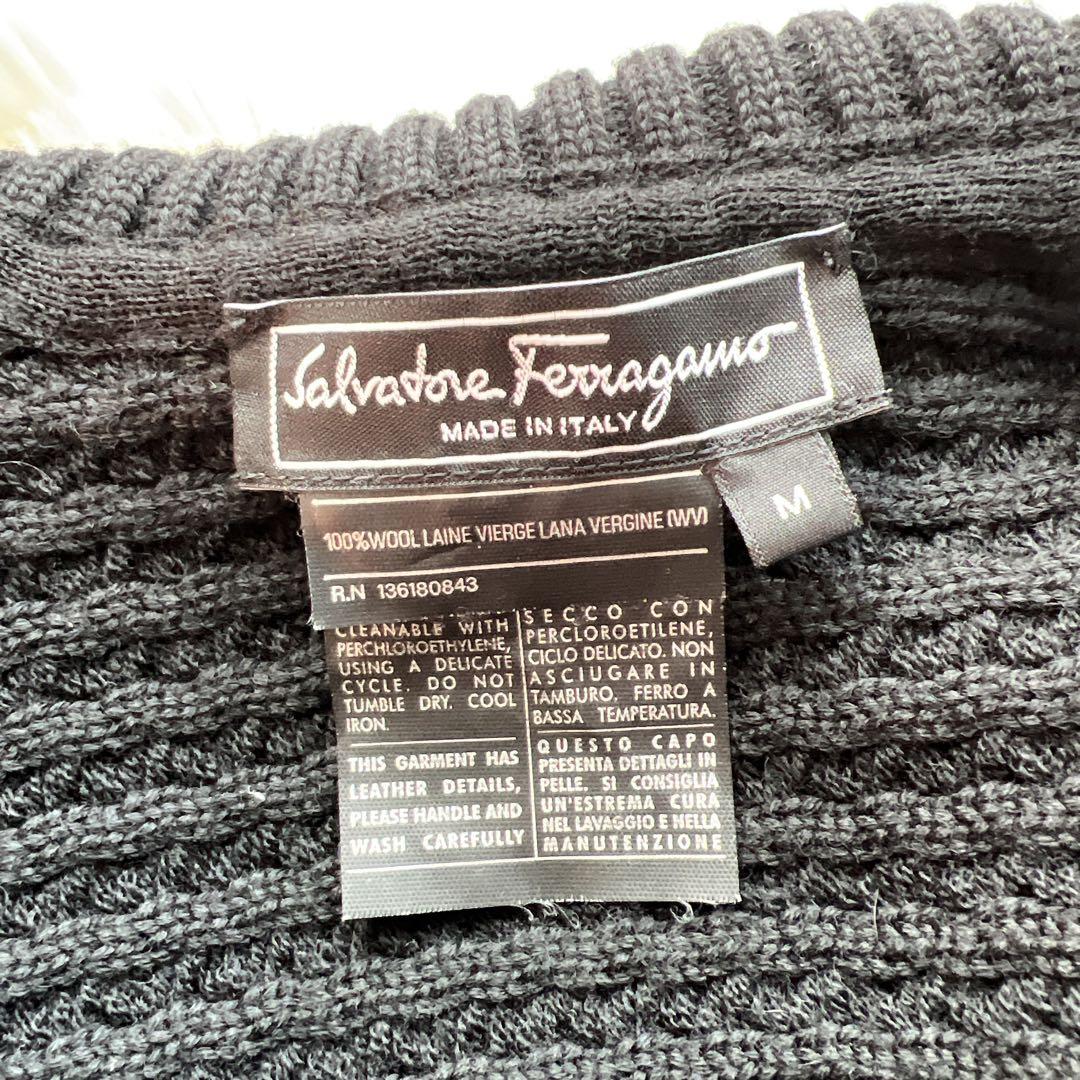 Salvatore Ferragamo
MADE IN ITALY
M
100%WOOL LAINE VIERGE LANA VERGINE (WV)
R.N 136180843
CLEANABLE WITH
PERCHLOROETHYLENE,
USING A DELICATE
CYCLE. DO NOT
TUMBLE DRY. COOL
IRON.
THIS GARMENT HAS
LEATHER DETAILS,
PLEASE HANDLE AND
WASH CAREFULLY
SECCO CON
PERCLOROETILENE,
CICLO DELICATO. NON
ASCIUGARE IN
TAMBURO. FERRO A
BASSA TEMPERATURA.
QUESTO CAPO
PRESENTA DETTAGLI IN
PELLE. SI CONSIGLIA
UN'ESTREMA CURA
NEL LAVAGGIO E NELLA
MANUTENZIONE